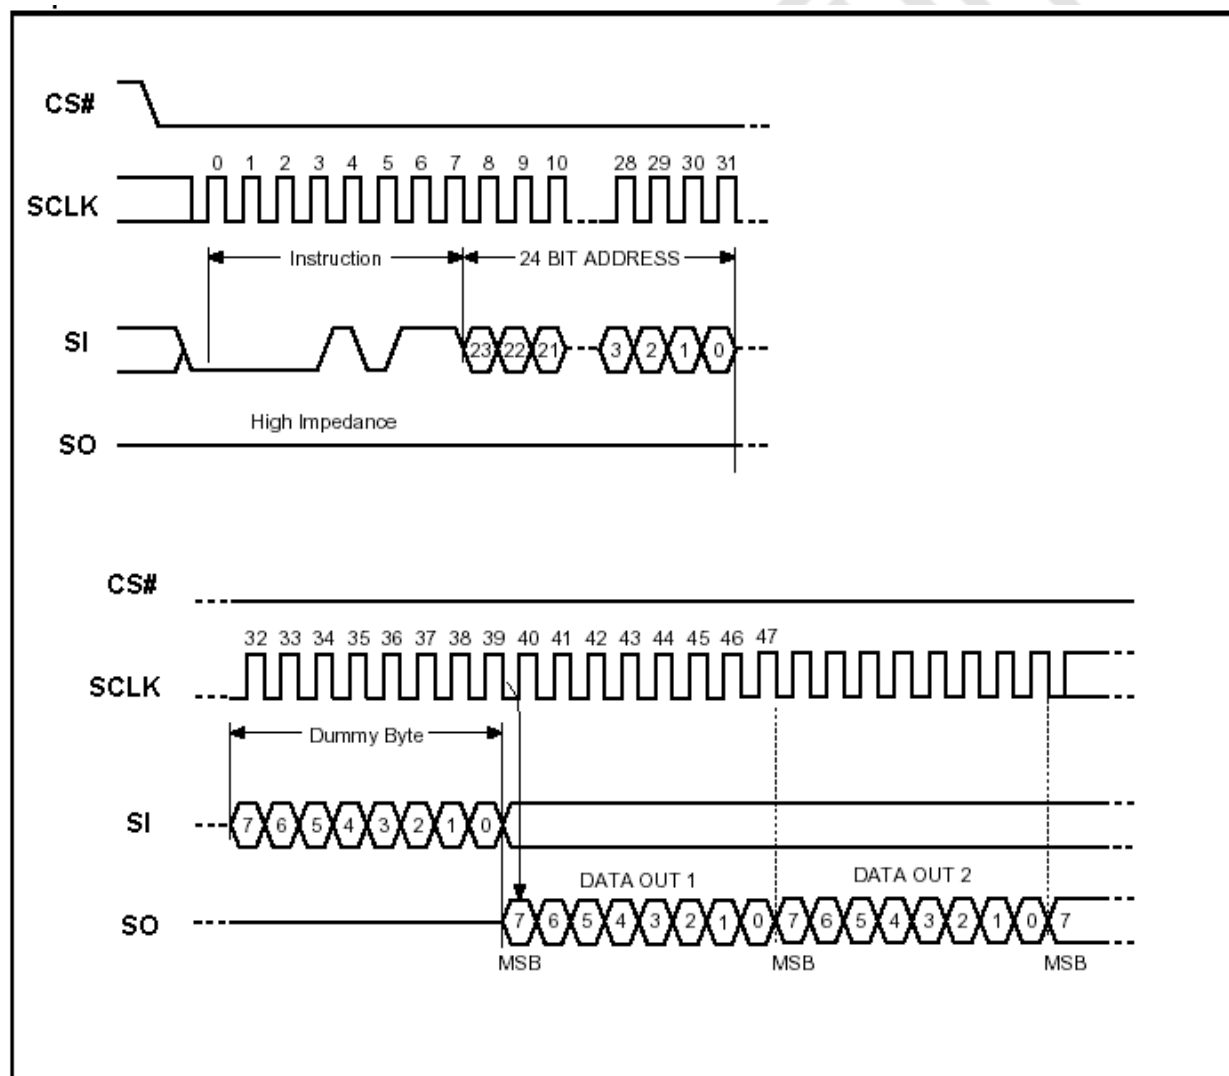 CS#
0 1 2 3 4 5 6 7 8 9 10 28 29 30 31
SCLK
Instruction 24 BIT ADDRESS
SI
23 22 21 3 2 1 0
High Impedance
SO
CS#
32 33 34 35 36 37 38 39 40 41 42 43 44 45 46 47
SCLK
Dummy Byte
SI
7 6 5 4 3 2 1 0
DATA OUT 1 DATA OUT 2
SO
7 6 5 4 3 2 1 0 7 6 5 4 3 2 1 0 7
MSB MSB MSB